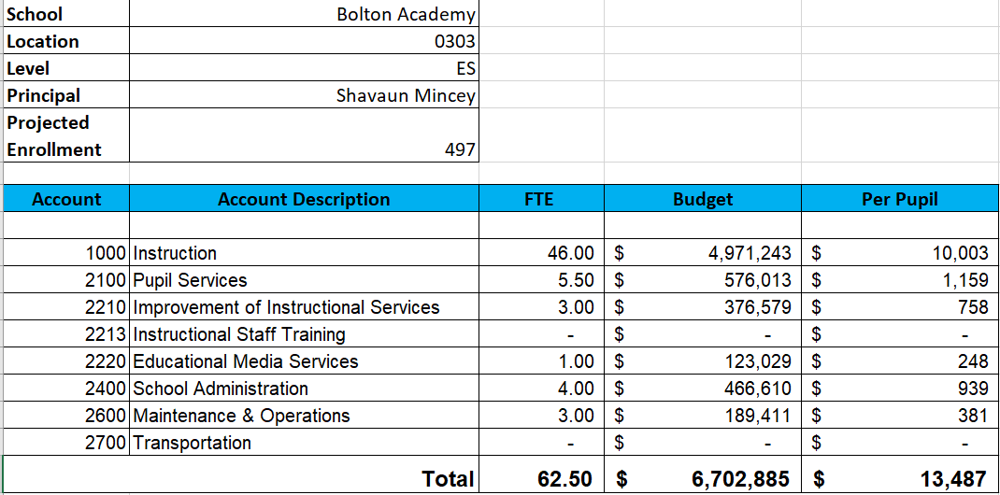 School Bolton Academy
Location 0303
Level ES
Principal Shavaun Mincey
Projected
Enrollment 497
Account Account Description FTE Budget Per Pupil
1000 Instruction 46.00 $ 4,971,243 $ 10,003
2100 Pupil Services 5.50 $ 576,013 $ 1,159
2210 Improvement of Instructional Services 3.00 $ 376,579 $ 758
2213 Instructional Staff Training - $ - $ -
2220 Educational Media Services 1.00 $ 123,029 $ 248
2400 School Administration 4.00 $ 466,610 $ 939
2600 Maintenance & Operations 3.00 $ 189,411 $ 381
2700 Transportation - $ - $ -
Total 62.50 $ 6,702,885 $ 13,487